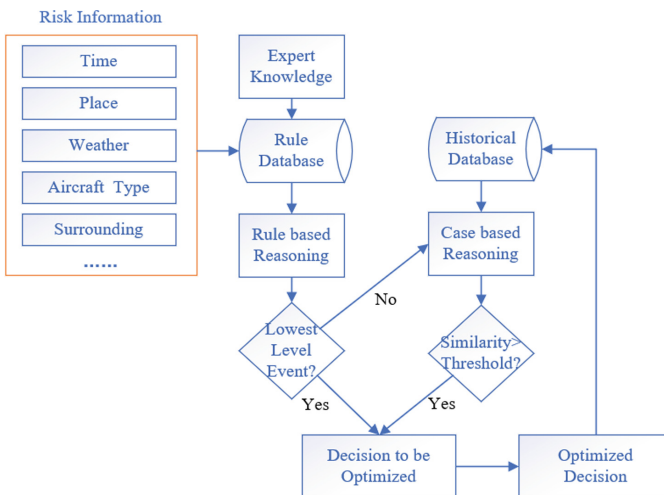 Risk Information
Time
Place
Weather
Aircraft Type
Surrounding
......
Expert
Knowledge
Rule
Database
Rule based
Reasoning
Lowest
Level
Event?
No
Yes
Historical
Database
Case based
Reasoning
Similarity>
Threshold?
Yes
Decision to be
Optimized
Optimized
Decision